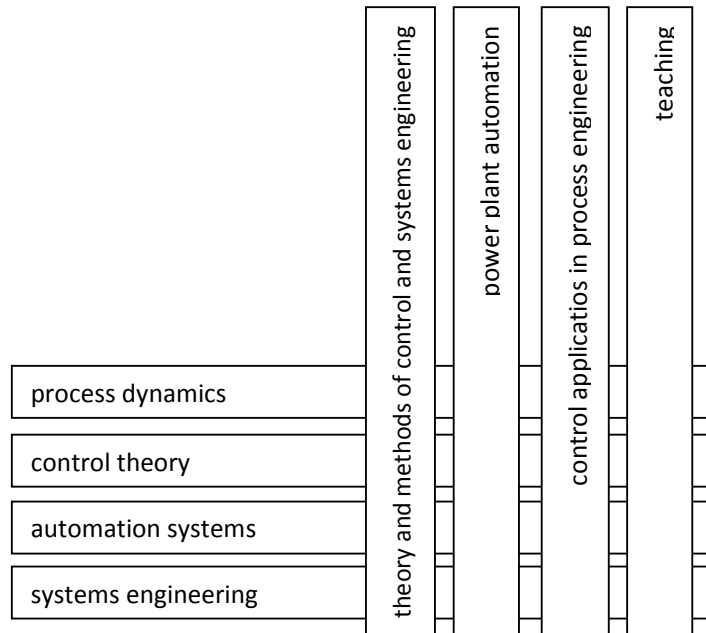 theory and methods of control and systems engineering
power plant automation
control applicatios in process engineering
teaching
process dynamics
control theory
automation systems
systems engineering